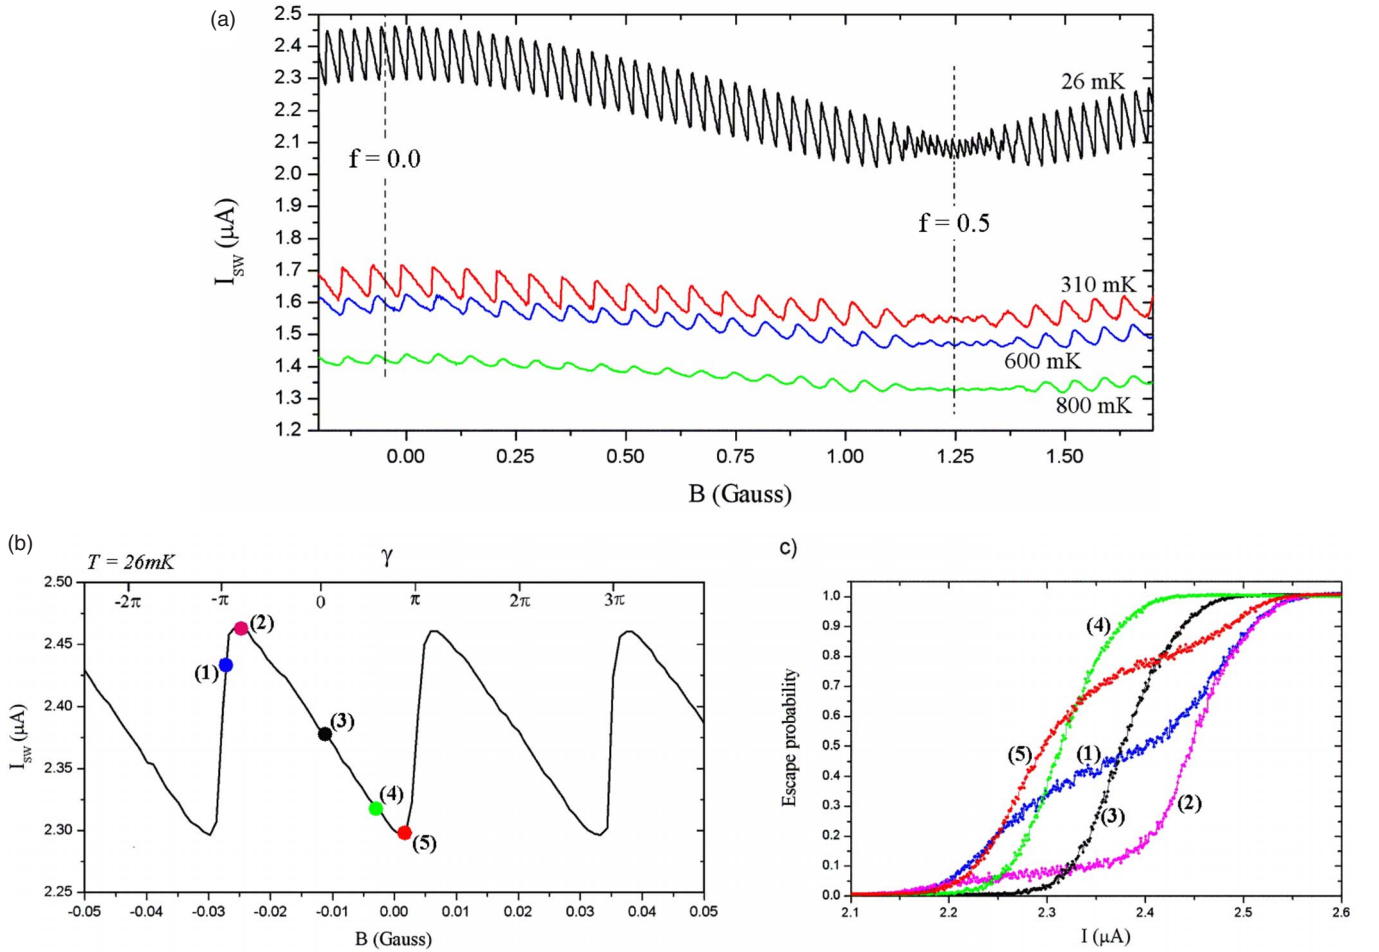 (a)
2.5
2.4
2.3
2.2
2.1
2.0
1.9
1.8
1.7
1.6
1.5
1.4
1.3
1.2
I_SW (μA)
26 mK
f = 0.0
f = 0.5
310 mK
600 mK
800 mK
0.00 0.25 0.50 0.75 1.00 1.25 1.50
B (Gauss)
(b)
T = 26mK
γ
-2π -π 0 π 2π 3π
2.50
2.45
2.40
2.35
2.30
2.25
I_SW (μA)
(1)
(2)
(3)
(4)
(5)
-0.05 -0.04 -0.03 -0.02 -0.01 0.00 0.01 0.02 0.03 0.04 0.05
B (Gauss)
c)
1.0
0.9
0.8
0.7
0.6
0.5
0.4
0.3
0.2
0.1
0.0
Escape probability
(4)
(5)
(1)
(3)
(2)
2.1 2.2 2.3 2.4 2.5 2.6
I (μA)